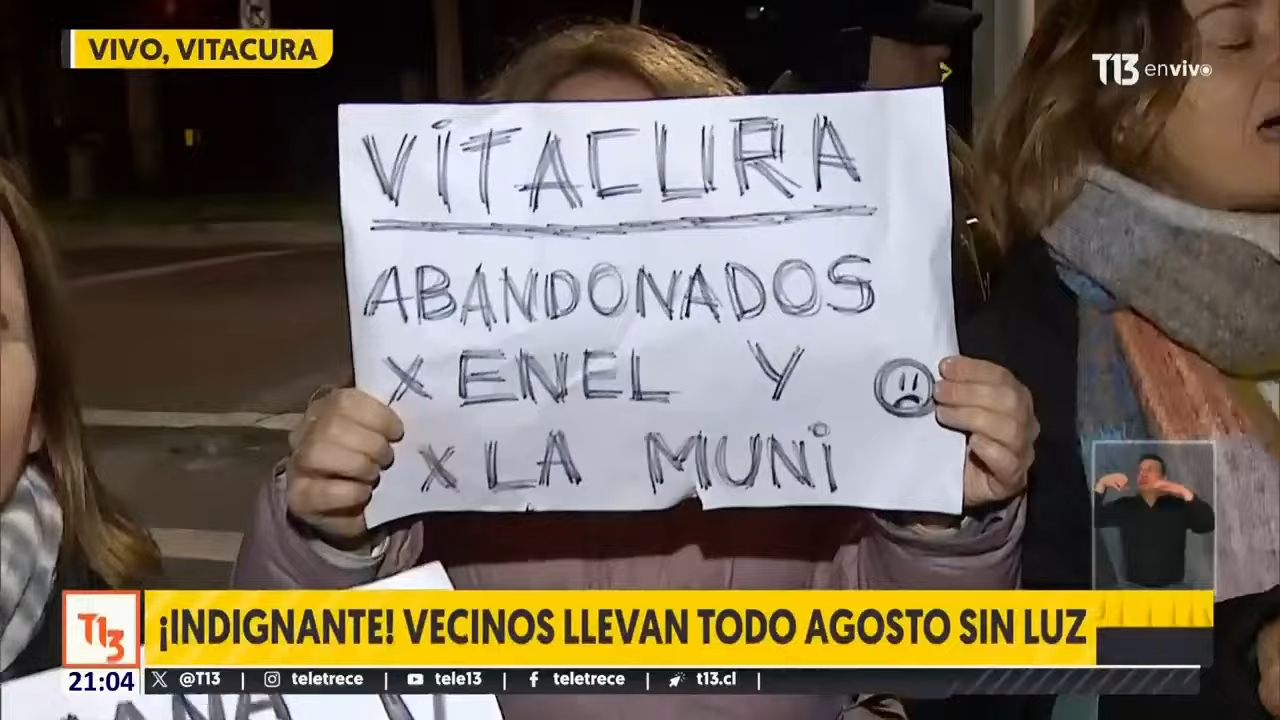 VIVO, VITACURA
T13 envivo
VITACURA
ABANDONADOS
X ENEL Y
X LA MUNI
T13
¡INDIGNANTE! VECINOS LLEVAN TODO AGOSTO SIN LUZ
21:04 @T13 | teletrece | tele13 | teletrece | t13.cl |